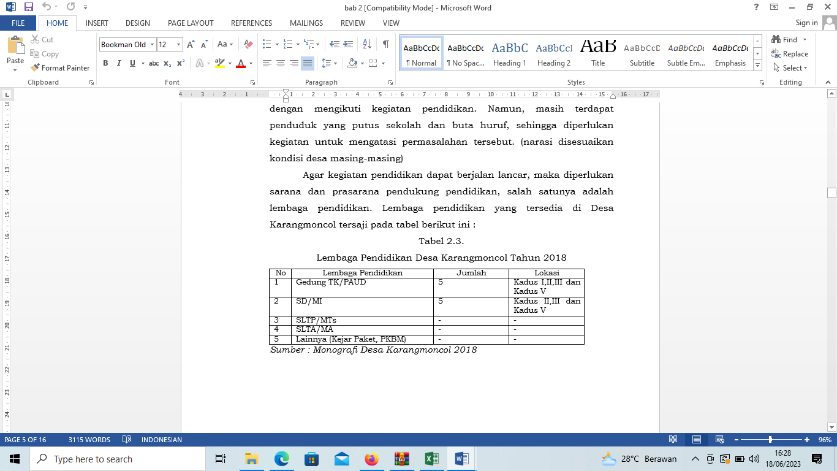 bab 2 [Compatibility Mode] - Microsoft Word
Sign in
FILE HOME INSERT DESIGN PAGE LAYOUT REFERENCES MAILINGS REVIEW VIEW
Paste
Cut
Copy
Format Painter
Clipboard
Bookman Old 12
Font
Paragraph
AaBbCcDc AaBbCcDc AaBbC AaBbCcI AaB AaBbCcD AaBbCcDc AaBbCcDc
¶ Normal ¶ No Spac... Heading 1 Heading 2 Title Subtitle Subtle Em... Emphasis
Styles
Find
Replace
Select
Editing
dengan mengikuti kegiatan pendidikan. Namun, masih terdapat
penduduk yang putus sekolah dan buta huruf, sehingga diperlukan
kegiatan untuk mengatasi permasalahan tersebut. (narasi disesuaikan
kondisi desa masing-masing)
Agar kegiatan pendidikan dapat berjalan lancar, maka diperlukan
sarana dan prasarana pendukung pendidikan, salah satunya adalah
lembaga pendidikan. Lembaga pendidikan yang tersedia di Desa
Karangmoncol tersaji pada tabel berikut ini :
Tabel 2.3.
Lembaga Pendidikan Desa Karangmoncol Tahun 2018
No Lembaga Pendidikan Jumlah Lokasi
1 Gedung TK/PAUD 5 Kadus I,II,III dan
Kadus V
2 SD/MI 5 Kadus II,III dan
Kadus V
3 SLTP/MTs - -
4 SLTA/MA - -
5 Lainnya (Kejar Paket, PKBM) - -
Sumber : Monografi Desa Karangmoncol 2018
PAGE 5 OF 16 3115 WORDS INDONESIAN 96%
Type here to search
28°C Berawan
16:28
18/06/2023